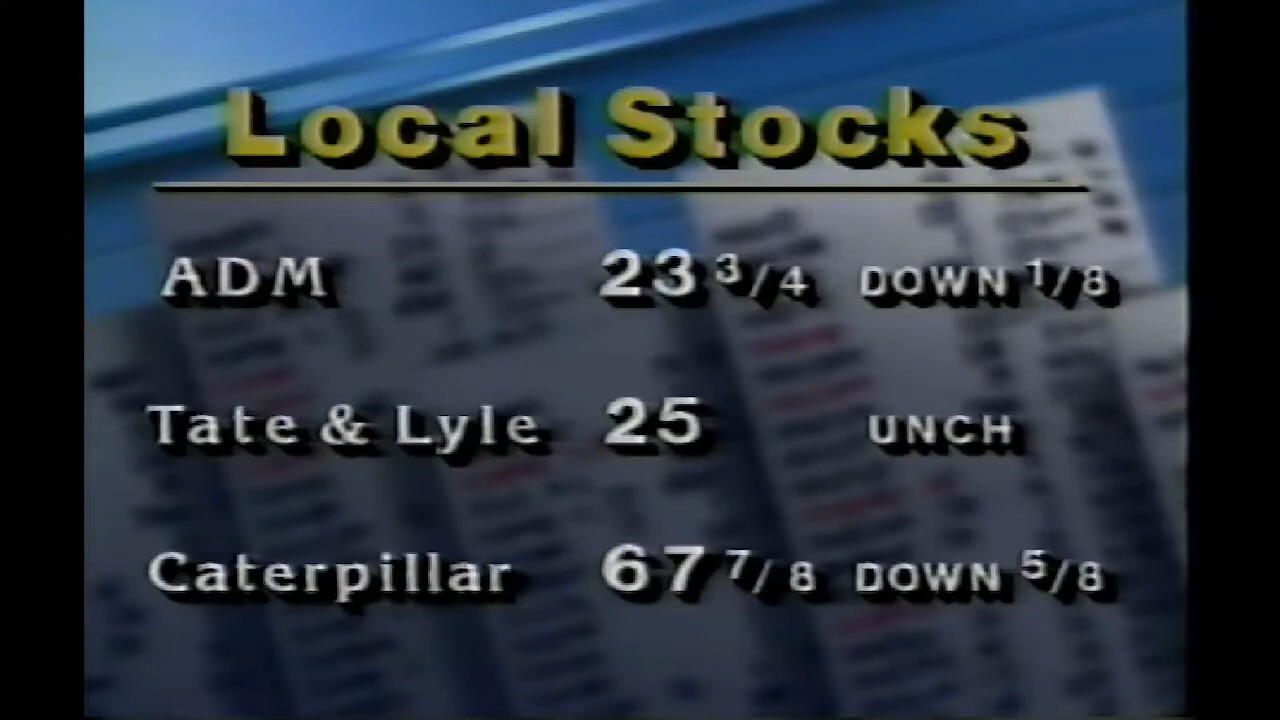 Local Stocks
ADM 23 3/4 DOWN 1/8
Tate & Lyle 25 UNCH
Caterpillar 67 7/8 DOWN 5/8